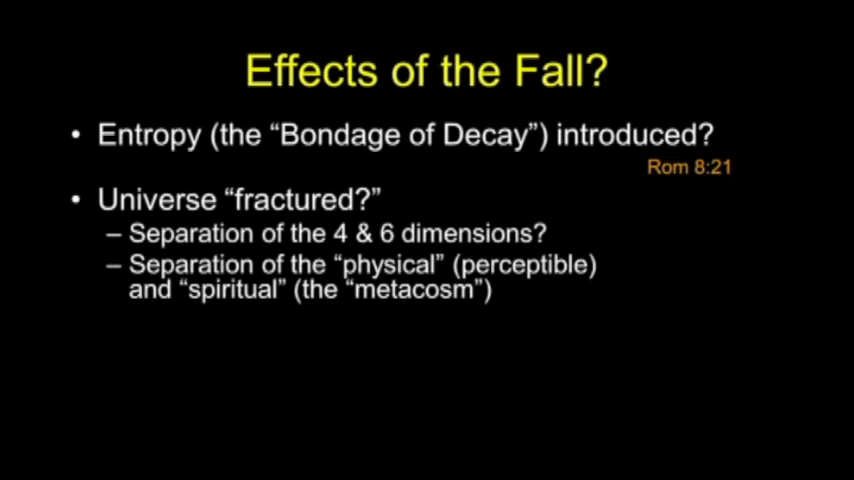 Effects of the Fall?
• Entropy (the “Bondage of Decay”) introduced?
Rom 8:21
• Universe “fractured?”
– Separation of the 4 & 6 dimensions?
– Separation of the “physical” (perceptible)
and “spiritual” (the “metacosm”)